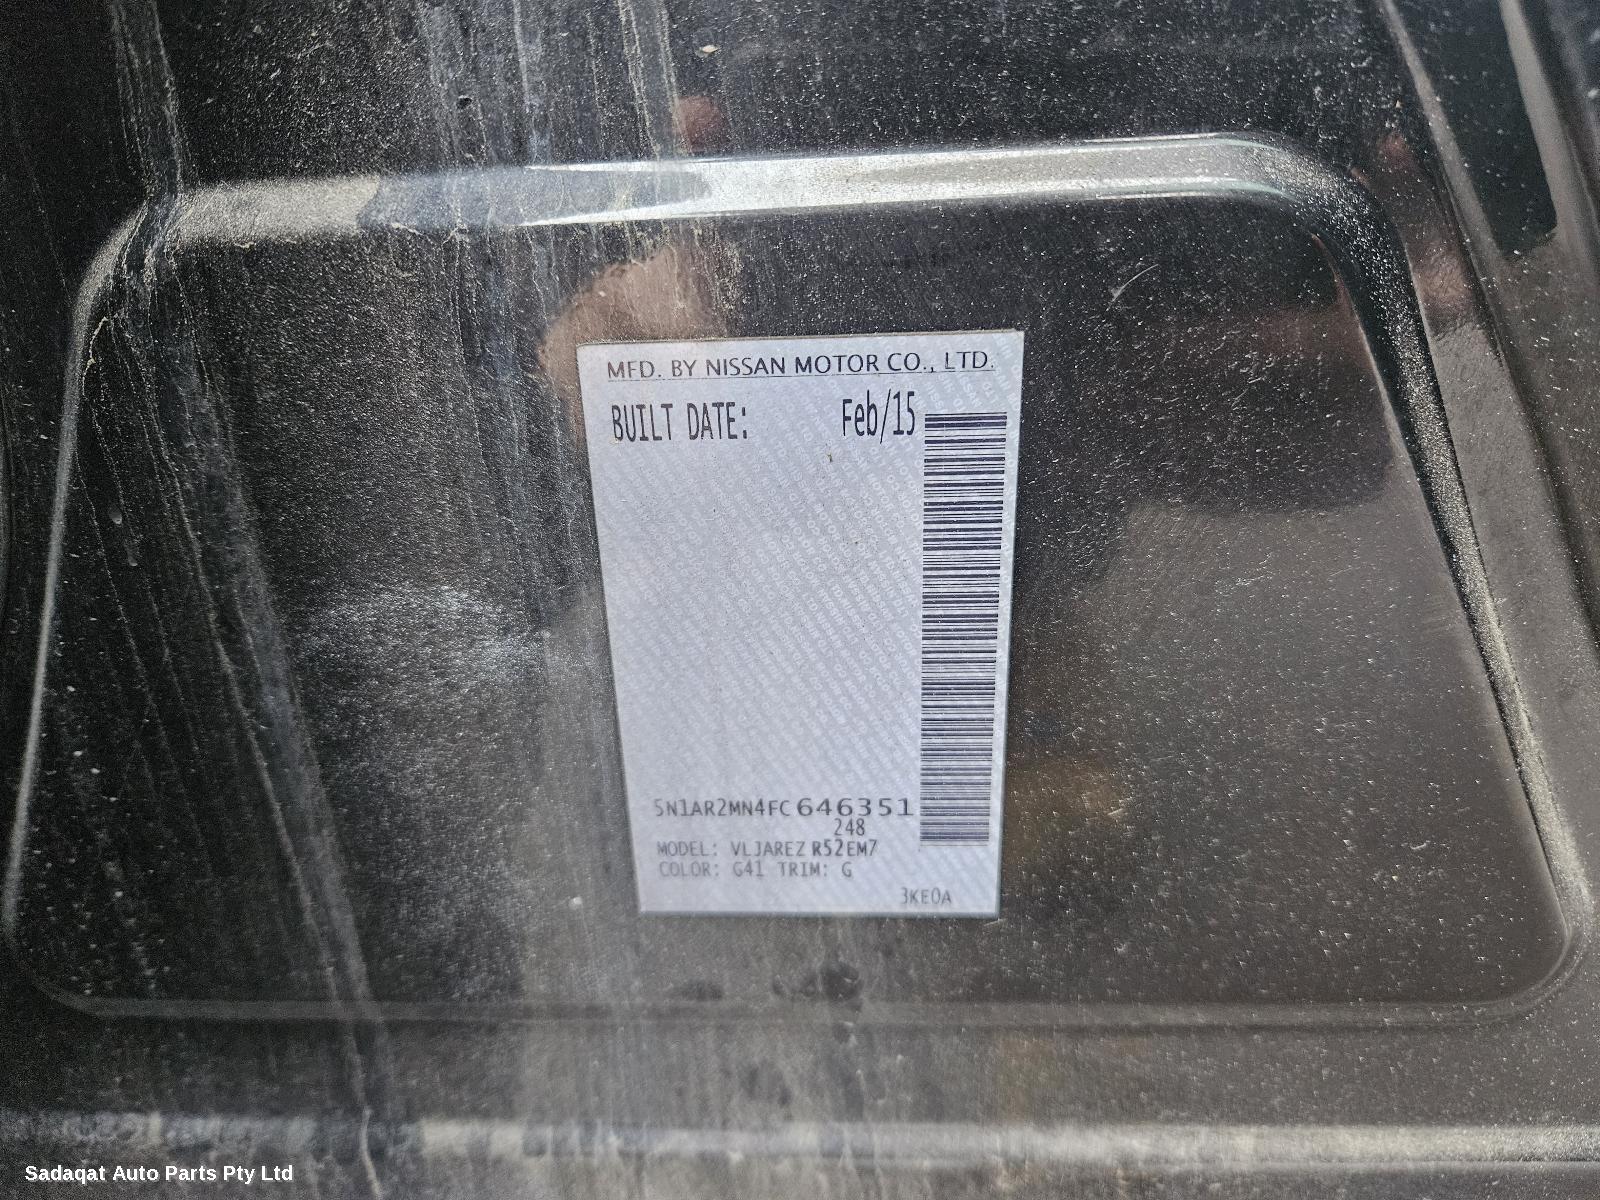 MFD. BY NISSAN MOTOR CO., LTD.
BUILT DATE: Feb/15
5N1AR2MN4FC646351
248
MODEL: VLJAREZ R52EM7
COLOR: G41 TRIM: G
3KE0A
Sadaqat Auto Parts Pty Ltd